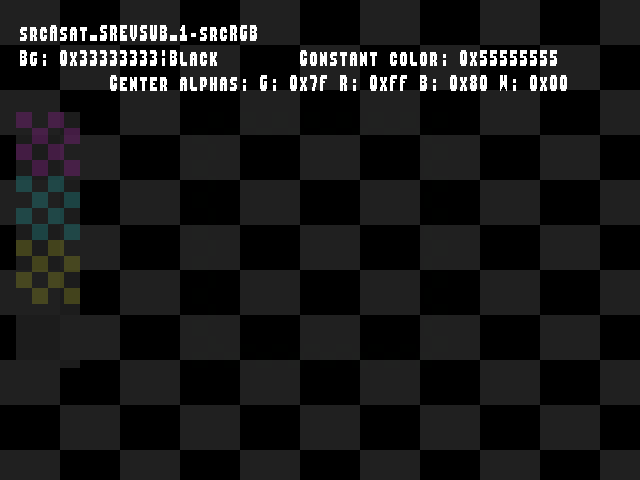 srcAsat_SREVSUB_1-srcRGB
Bg: 0x33333333;Black Constant color: 0x55555555
Center alphas: G: 0x7f R: 0xff B: 0x80 W: 0x00